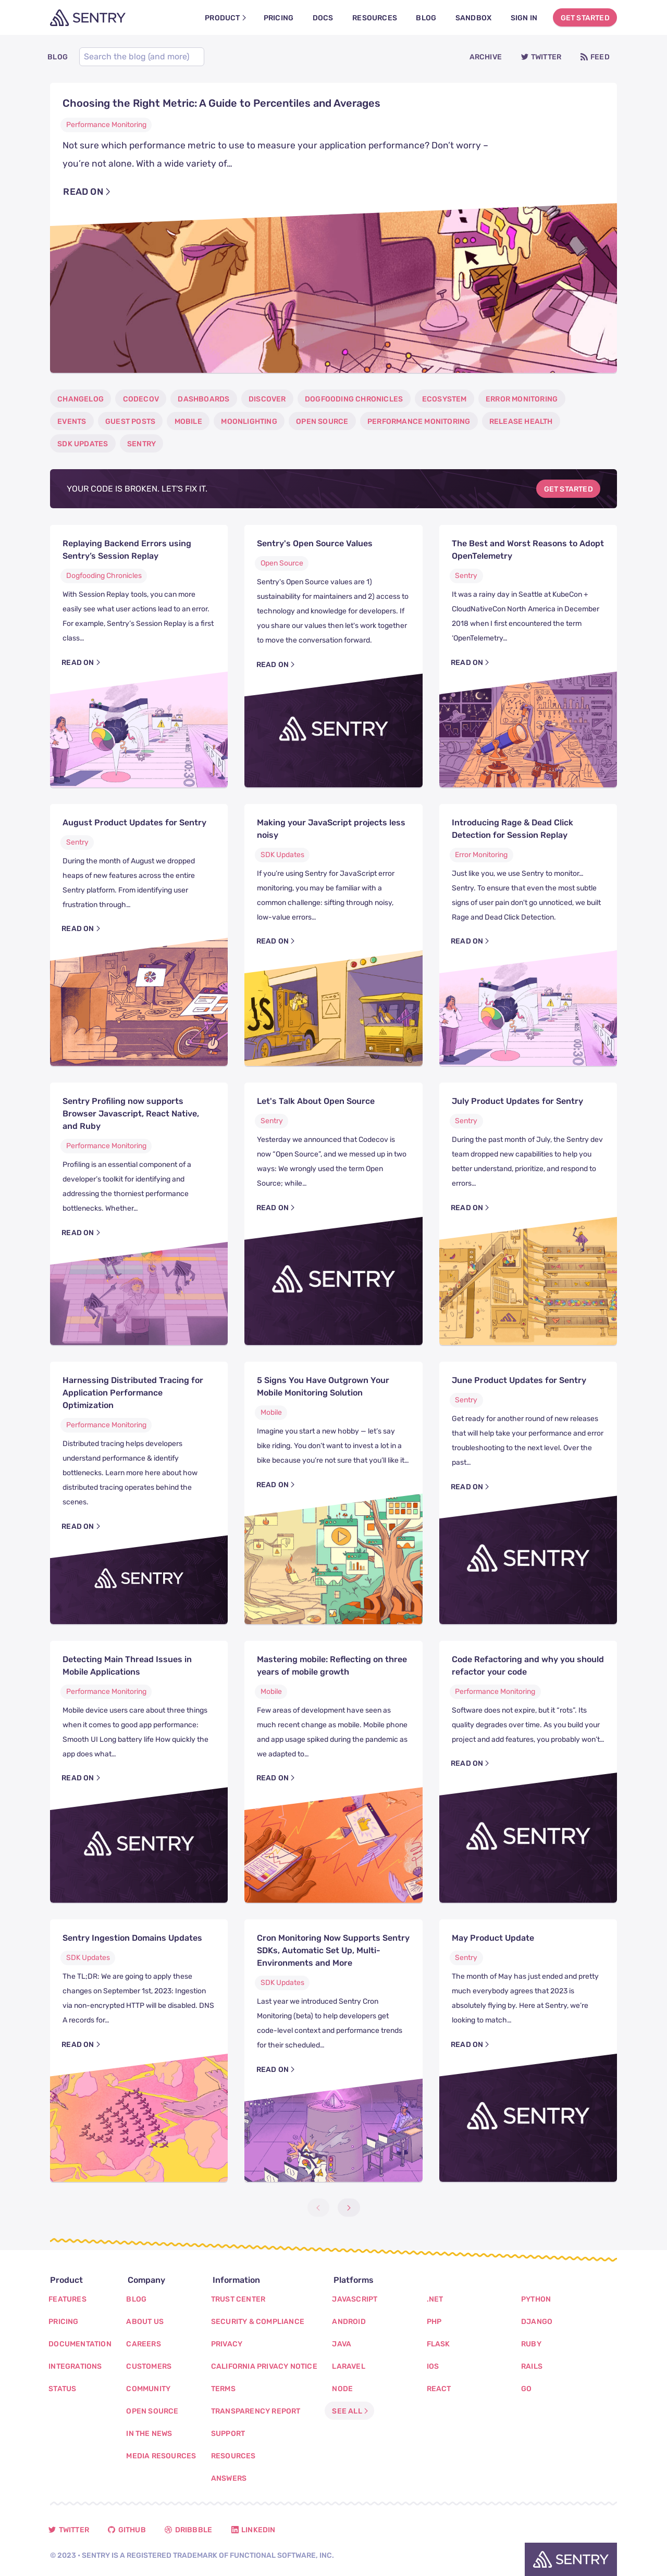 SENTRY
PRODUCT
PRICING
DOCS
RESOURCES
BLOG
SANDBOX
SIGN IN
GET STARTED
BLOG
Search the blog (and more)
ARCHIVE
TWITTER
FEED
Choosing the Right Metric: A Guide to Percentiles and Averages
Performance Monitoring
Not sure which performance metric to use to measure your application performance? Don't worry –
you're not alone. With a wide variety of…
READ ON
CHANGELOG
CODECOV
DASHBOARDS
DISCOVER
DOGFOODING CHRONICLES
ECOSYSTEM
ERROR MONITORING
EVENTS
GUEST POSTS
MOBILE
MOONLIGHTING
OPEN SOURCE
PERFORMANCE MONITORING
RELEASE HEALTH
SDK UPDATES
SENTRY
YOUR CODE IS BROKEN. LET'S FIX IT.
GET STARTED
Replaying Backend Errors using
Sentry's Session Replay
Dogfooding Chronicles
With Session Replay tools, you can more
easily see what user actions lead to an error.
For example, Sentry's Session Replay is a first
class…
READ ON
Sentry's Open Source Values
Open Source
Sentry's Open Source values are 1)
sustainability for maintainers and 2) access to
technology and knowledge for developers. If
you share our values then let's work together
to move the conversation forward.
READ ON
SENTRY
The Best and Worst Reasons to Adopt
OpenTelemetry
Sentry
It was a rainy day in Seattle at KubeCon +
CloudNativeCon North America in December
2018 when I first encountered the term
'OpenTelemetry…
READ ON
August Product Updates for Sentry
Sentry
During the month of August we dropped
heaps of new features across the entire
Sentry platform. From identifying user
frustration through…
READ ON
Making your JavaScript projects less
noisy
SDK Updates
If you're using Sentry for JavaScript error
monitoring, you may be familiar with a
common challenge: sifting through noisy,
low-value errors…
READ ON
JS
Introducing Rage & Dead Click
Detection for Session Replay
Error Monitoring
Just like you, we use Sentry to monitor…
Sentry. To ensure that even the most subtle
signs of user pain don't go unnoticed, we built
Rage and Dead Click Detection.
READ ON
Sentry Profiling now supports
Browser Javascript, React Native,
and Ruby
Performance Monitoring
Profiling is an essential component of a
developer's toolkit for identifying and
addressing the thorniest performance
bottlenecks. Whether…
READ ON
Let's Talk About Open Source
Sentry
Yesterday we announced that Codecov is
now "Open Source", and we messed up in two
ways: We wrongly used the term Open
Source; while…
READ ON
SENTRY
July Product Updates for Sentry
Sentry
During the past month of July, the Sentry dev
team dropped new capabilities to help you
better understand, prioritize, and respond to
errors…
READ ON
Harnessing Distributed Tracing for
Application Performance
Optimization
Performance Monitoring
Distributed tracing helps developers
understand performance & identify
bottlenecks. Learn more here about how
distributed tracing operates behind the
scenes.
READ ON
SENTRY
5 Signs You Have Outgrown Your
Mobile Monitoring Solution
Mobile
Imagine you start a new hobby — let's say
bike riding. You don't want to invest in a lot in a
bike because you're not sure that you'll like it…
READ ON
June Product Updates for Sentry
Sentry
Get ready for another round of new releases
that will help take your performance and error
troubleshooting to the next level. Over the
past…
READ ON
SENTRY
Detecting Main Thread Issues in
Mobile Applications
Performance Monitoring
Mobile device users care about three things
when it comes to good app performance:
Smooth UI Long battery life How quickly the
app does what…
READ ON
SENTRY
Mastering mobile: Reflecting on three
years of mobile growth
Mobile
Few areas of development have seen as
much recent change as mobile. Mobile phone
and app usage spiked during the pandemic as
we adapted to…
READ ON
Code Refactoring and why you should
refactor your code
Performance Monitoring
Software does not expire, but it "rots". Its
quality degrades over time. As you build your
project and add features, you probably won't…
READ ON
SENTRY
Sentry Ingestion Domains Updates
SDK Updates
The TL;DR: We are going to apply these
changes on September 1st, 2023: Ingestion
via non-encrypted HTTP will be disabled. DNS
A records for…
READ ON
Cron Monitoring Now Supports Sentry
SDKs, Automatic Set Up, Multi-
Environments and More
SDK Updates
Last year we introduced Sentry Cron
Monitoring (beta) to help developers get
code-level context and performance trends
for their scheduled…
READ ON
May Product Update
Sentry
The month of May has just ended and pretty
much everybody agrees that 2023 is
absolutely flying by. Here at Sentry, we're
looking to match…
READ ON
SENTRY
Product
FEATURES
PRICING
DOCUMENTATION
INTEGRATIONS
STATUS
Company
BLOG
ABOUT US
CAREERS
CUSTOMERS
COMMUNITY
OPEN SOURCE
IN THE NEWS
MEDIA RESOURCES
Information
TRUST CENTER
SECURITY & COMPLIANCE
PRIVACY
CALIFORNIA PRIVACY NOTICE
TERMS
TRANSPARENCY REPORT
SUPPORT
RESOURCES
ANSWERS
Platforms
JAVASCRIPT
ANDROID
JAVA
LARAVEL
NODE
SEE ALL
.NET
PHP
FLASK
IOS
REACT
PYTHON
DJANGO
RUBY
RAILS
GO
TWITTER
GITHUB
DRIBBBLE
LINKEDIN
© 2023 • SENTRY IS A REGISTERED TRADEMARK OF FUNCTIONAL SOFTWARE, INC.
SENTRY